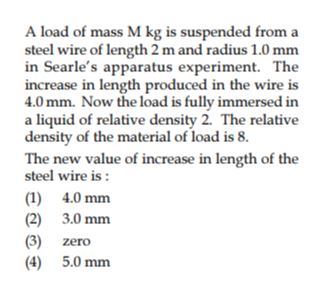 A load of mass M kg is suspended from a
steel wire of length 2 m and radius 1.0 mm
in Searle's apparatus experiment. The
increase in length produced in the wire is
4.0 mm. Now the load is fully immersed in
a liquid of relative density 2. The relative
density of the material of load is 8.
The new value of increase in length of the
steel wire is :
(1) 4.0 mm
(2) 3.0 mm
(3) zero
(4) 5.0 mm